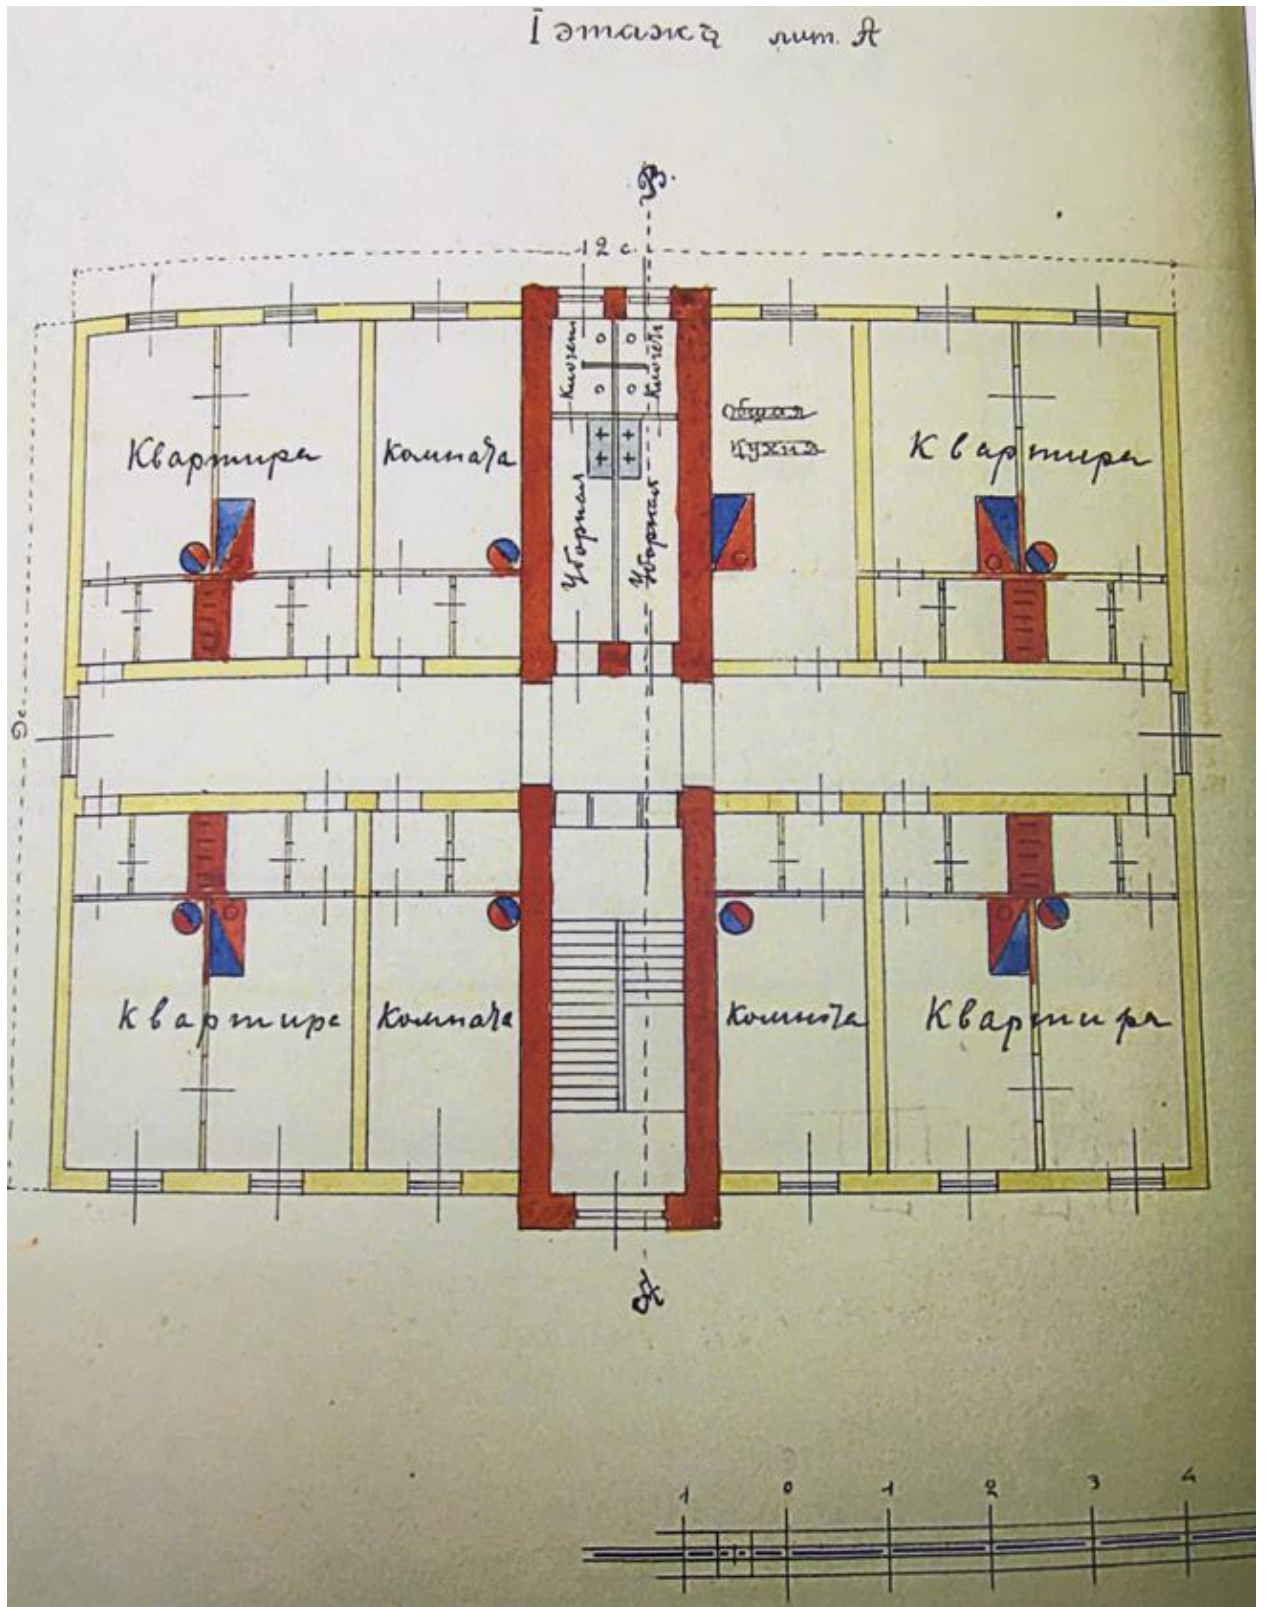 I этажъ лит. А
В.
12 с.
Клозетъ
Клозетъ
Общая
кухня
Квартира
Комната
Квартира
Уборная
Уборная
9 с.
Квартира
Комната
Комната
Квартира
А
1 0 1 2 3 4